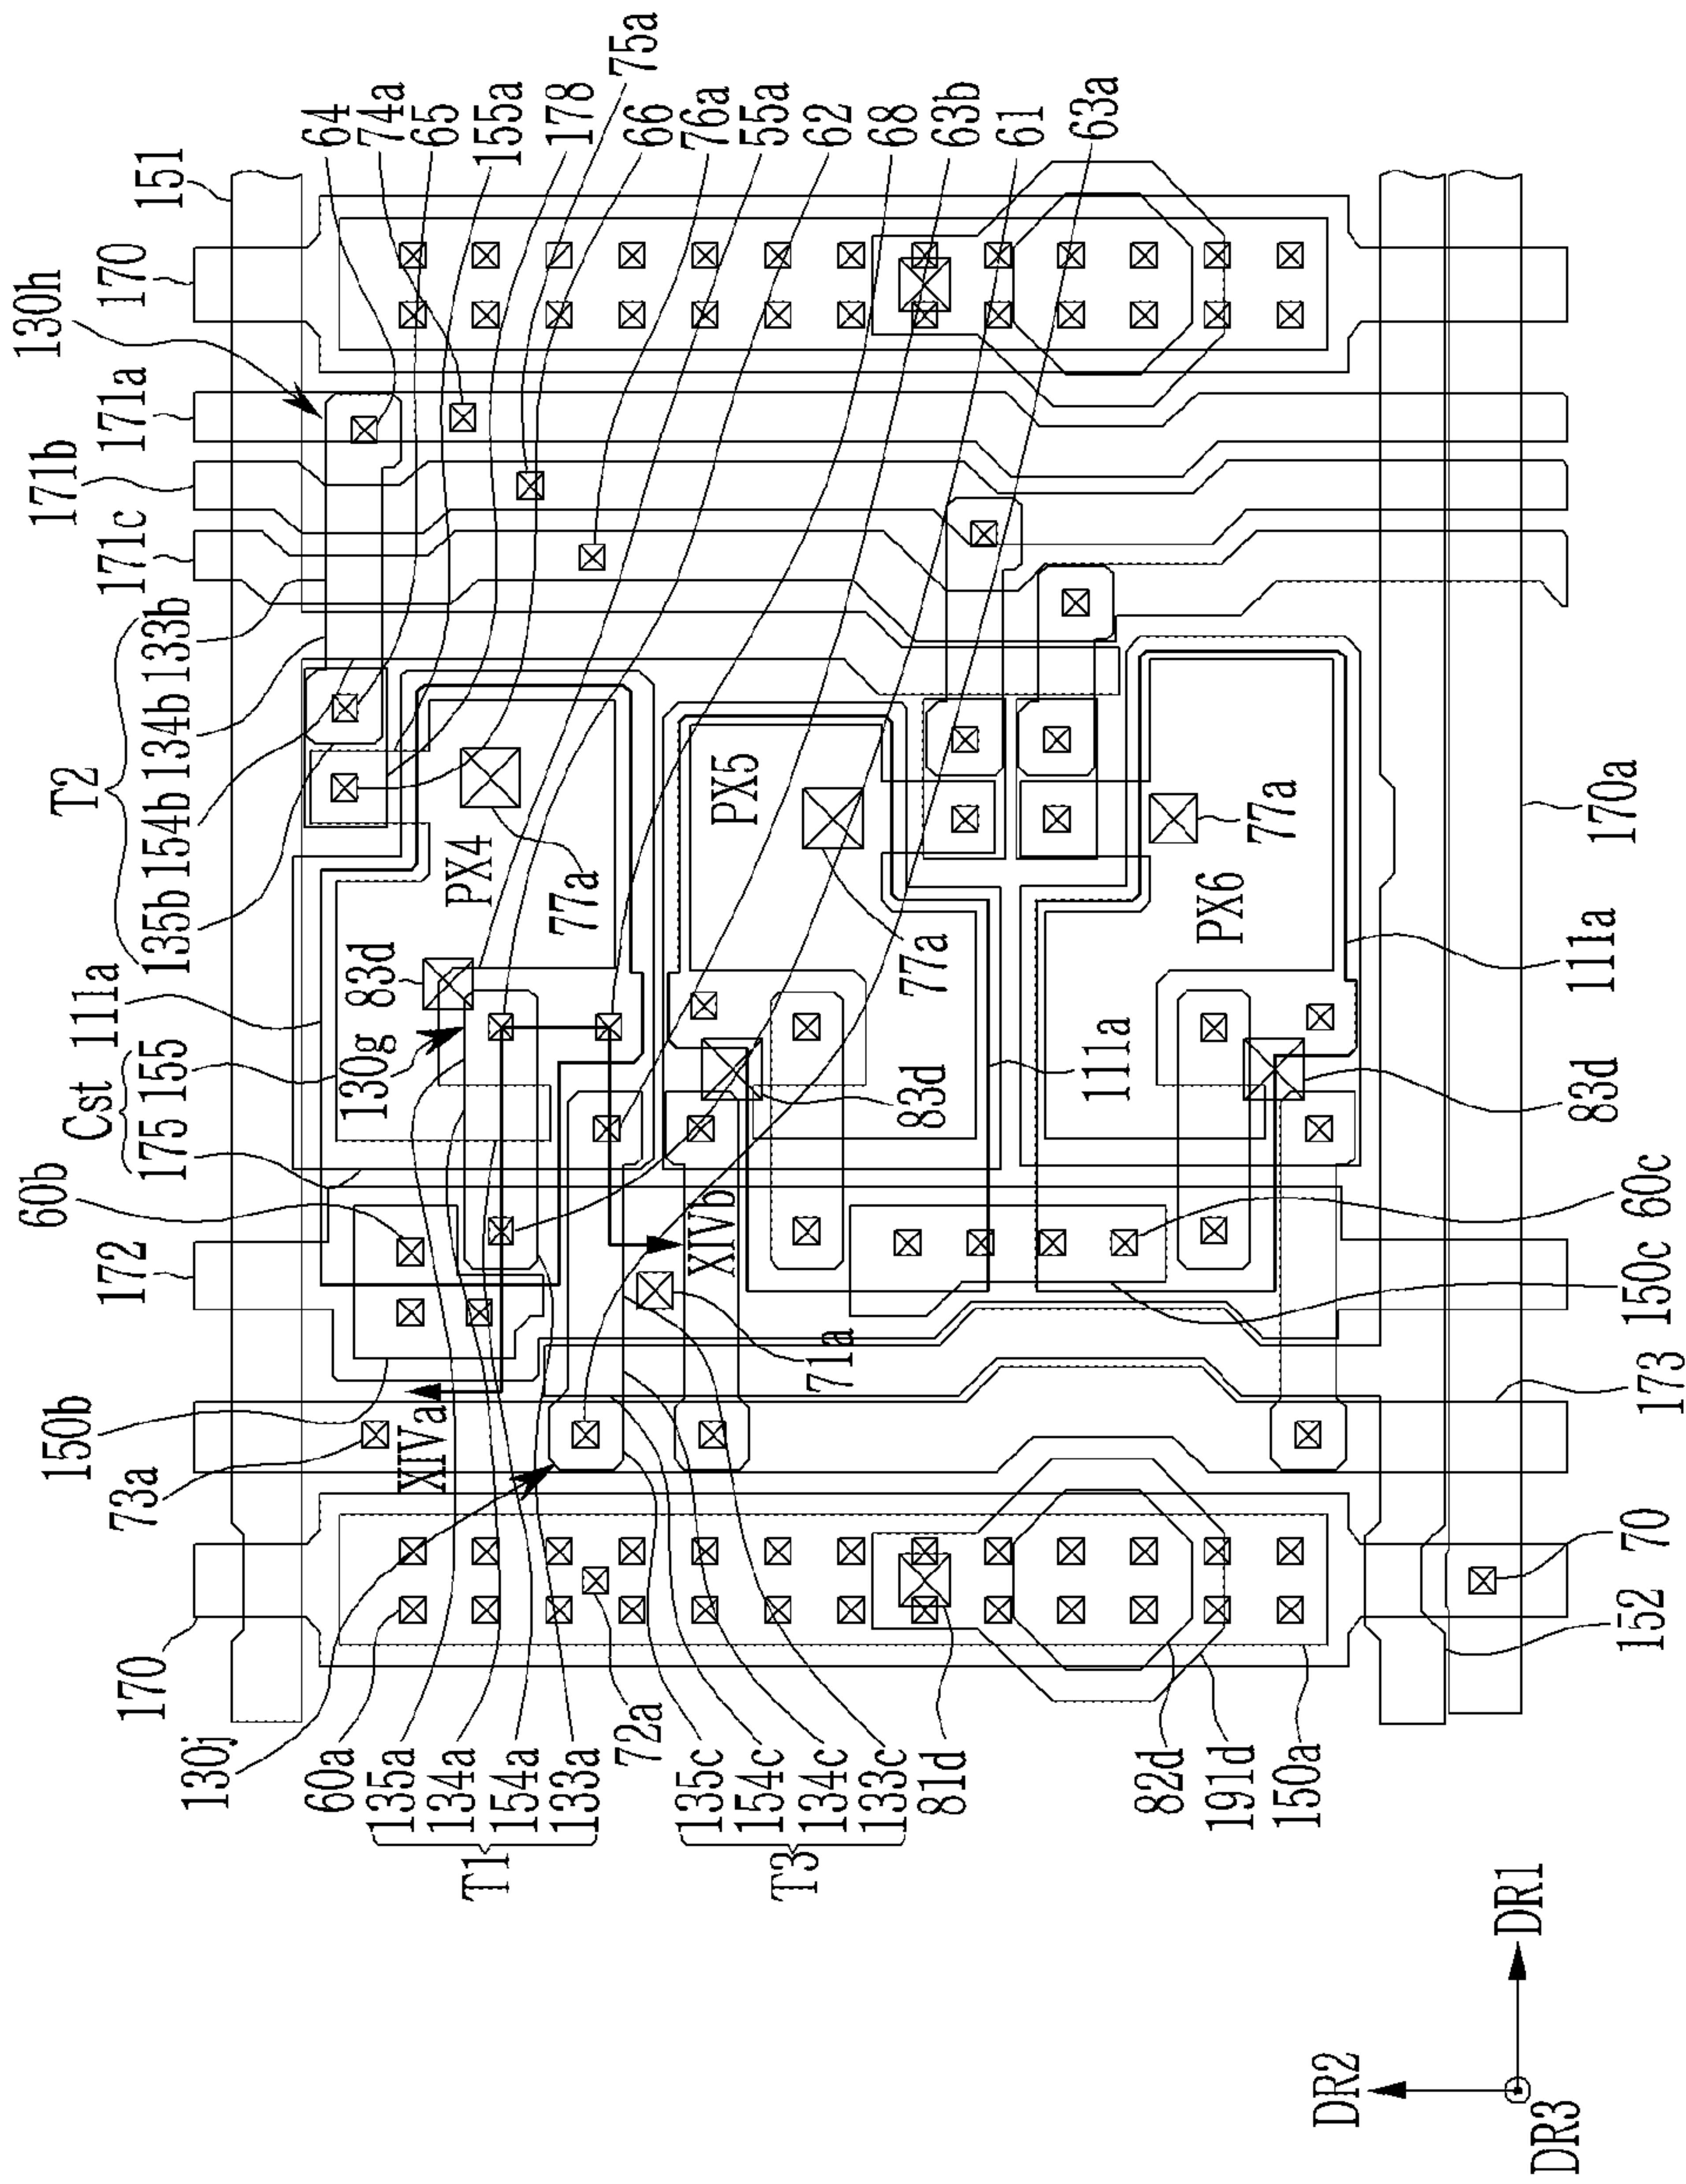 151
170
130h
171a
171b
171c
T2
133b
134b
154b
135b
111a
Cst
155
175
60b
172
150b
73a
170
130j
64
74a
65
155a
178
75a
66
76a
55a
62
68
63b
61
63a
PX4
77a
83d
130g
PX5
77a
83d
PX6
77a
111a
XIVa
XIVb
71a
170a
111a
83d
60c
150c
173
70
152
60a
135a
134a
154a
133a
T1
72a
135c
154c
134c
133c
T3
81d
82d
191d
150a
DR1
DR2
DR3